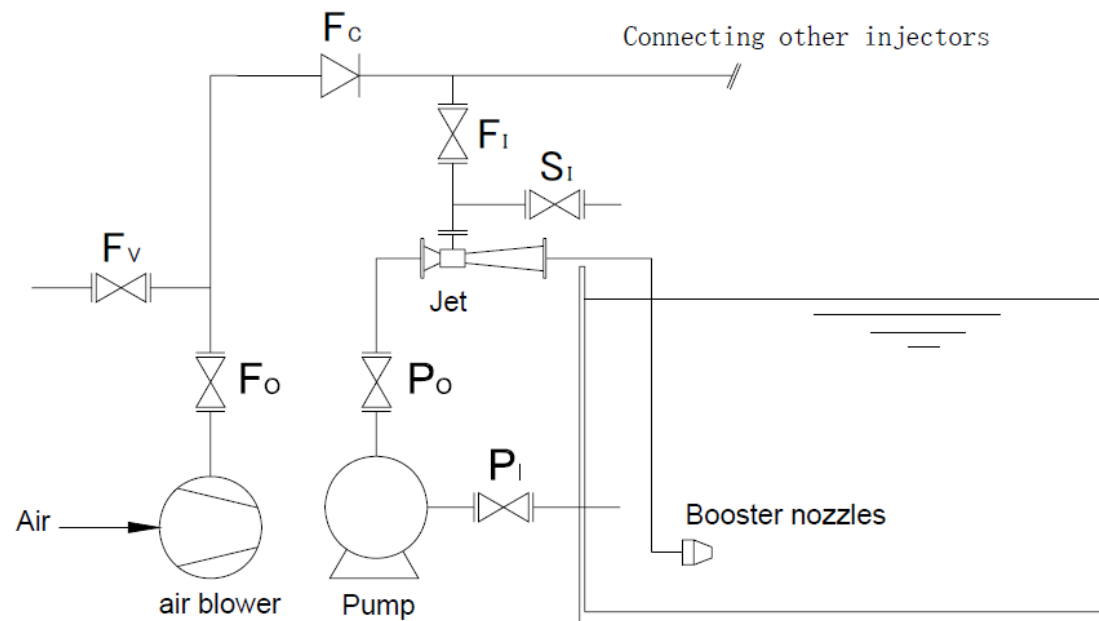 FC
Connecting other injectors
FI
SI
FV
Jet
FO
PO
PI
Air
Booster nozzles
air blower
Pump